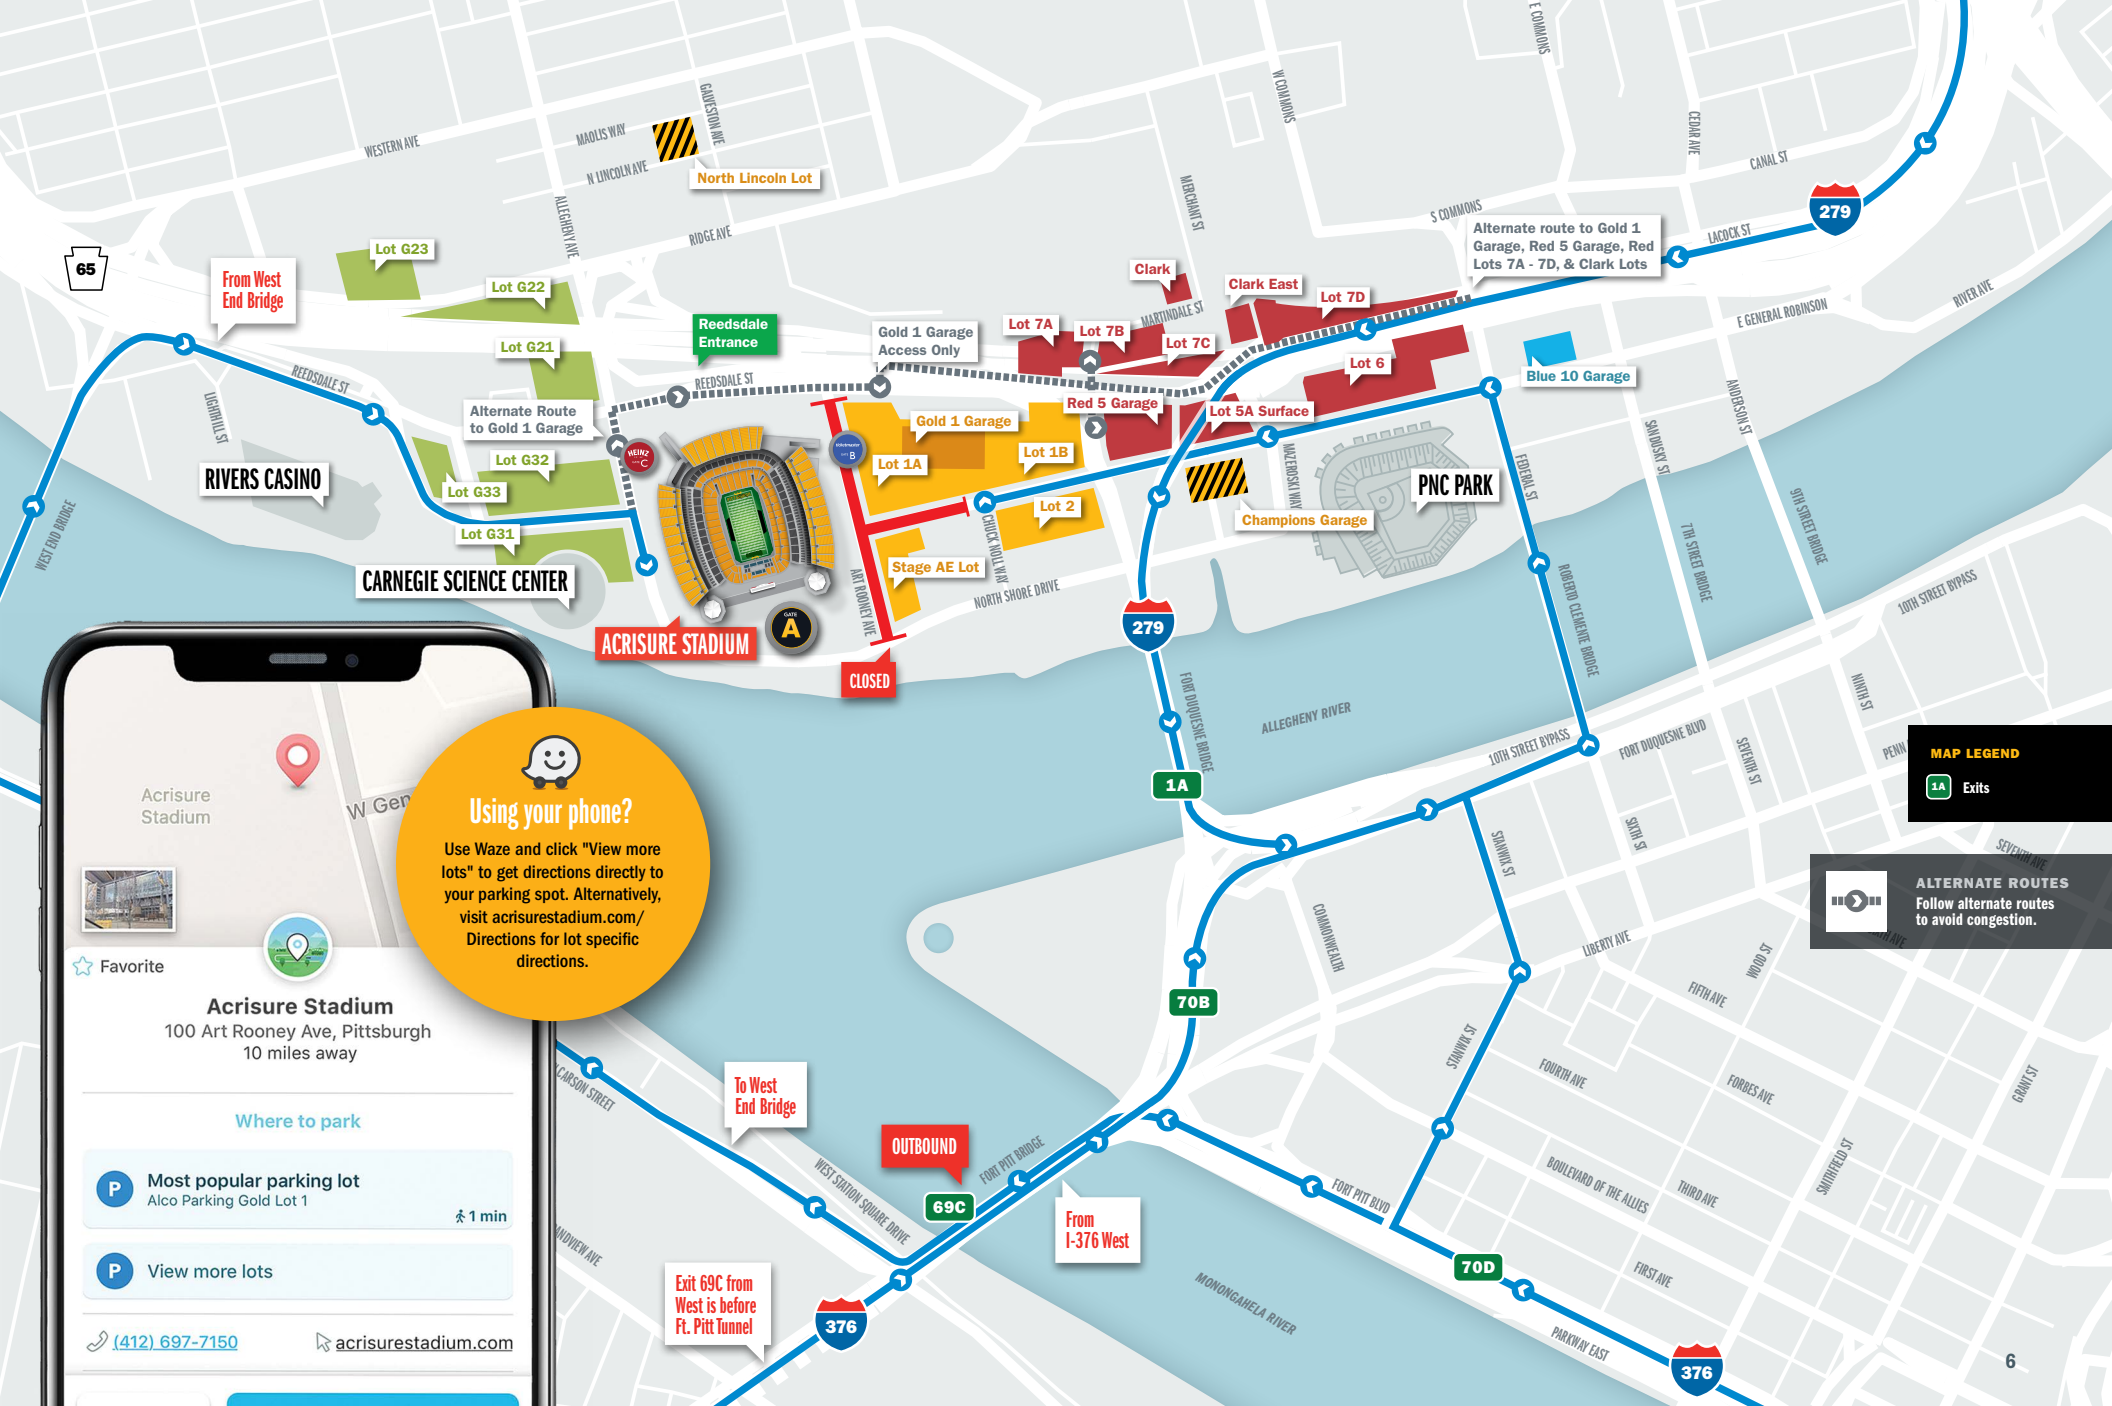 E COMMONS
W COMMONS
GALVESTON AVE
MAOLIS WAY
WESTERN AVE
N LINCOLN AVE
North Lincoln Lot
CEDAR AVE
CANAL ST
MERCHANT ST
ALLEGHENY AVE
RIDGE AVE
S COMMONS
279
LACOCK ST
Alternate route to Gold 1
Garage, Red 5 Garage, Red
Lots 7A - 7D, & Clark Lots
65
Lot G23
From West
End Bridge
Lot G22
Clark
Clark East
Lot 7D
MARTINDALE ST
E GENERAL ROBINSON
RIVER AVE
Reedsdale
Entrance
Gold 1 Garage
Access Only
Lot 7A
Lot 7B
Lot 7C
Lot G21
Lot 6
Blue 10 Garage
REEDSDALE ST
REEDSDALE ST
LIGHTHILL ST
Alternate Route
to Gold 1 Garage
Red 5 Garage
Lot 5A Surface
ANDERSON ST
SANDUSKY ST
Gold 1 Garage
HEINZ
C
ticketmaster
B
Lot 1A
Lot 1B
MAZEROSKI WAY
FEDERAL ST
RIVERS CASINO
Lot G32
Lot G33
PNC PARK
Lot 2
Champions Garage
WEST END BRIDGE
Lot G31
CHUCK NOLL WAY
7TH STREET BRIDGE
9TH STREET BRIDGE
CARNEGIE SCIENCE CENTER
Stage AE Lot
ART ROONEY AVE
NORTH SHORE DRIVE
ROBERTO CLEMENTE BRIDGE
10TH STREET BYPASS
ACRISURE STADIUM
GATE
A
279
CLOSED
FORT DUQUESNE BRIDGE
ALLEGHENY RIVER
10TH STREET BYPASS
FORT DUQUESNE BLVD
NINTH ST
SEVENTH ST
PENN
MAP LEGEND
1A
Exits
1A
SIXTH ST
STANWIX ST
SEVENTH AVE
ALTERNATE ROUTES
Follow alternate routes
to avoid congestion.
COMMONWEALTH
LIBERTY AVE
WOOD ST
FIFTH AVE
70B
STANWIX ST
FOURTH AVE
FORBES AVE
GRANT ST
Acrisure
Stadium
W Gen
Using your phone?
Use Waze and click "View more
lots" to get directions directly to
your parking spot. Alternatively,
visit acrisurestadium.com/
Directions for lot specific
directions.
Favorite
Acrisure Stadium
100 Art Rooney Ave, Pittsburgh
10 miles away
Where to park
P
Most popular parking lot
Alco Parking Gold Lot 1
1 min
P
View more lots
(412) 697-7150
acrisurestadium.com
CARSON STREET
To West
End Bridge
OUTBOUND
FORT PITT BRIDGE
WEST STATION SQUARE DRIVE
69C
From
I-376 West
FORT PITT BLVD
BOULEVARD OF THE ALLIES
THIRD AVE
SMITHFIELD ST
ANDVIEW AVE
Exit 69C from
West is before
Ft. Pitt Tunnel
376
MONONGAHELA RIVER
70D
FIRST AVE
PARKWAY EAST
376
6